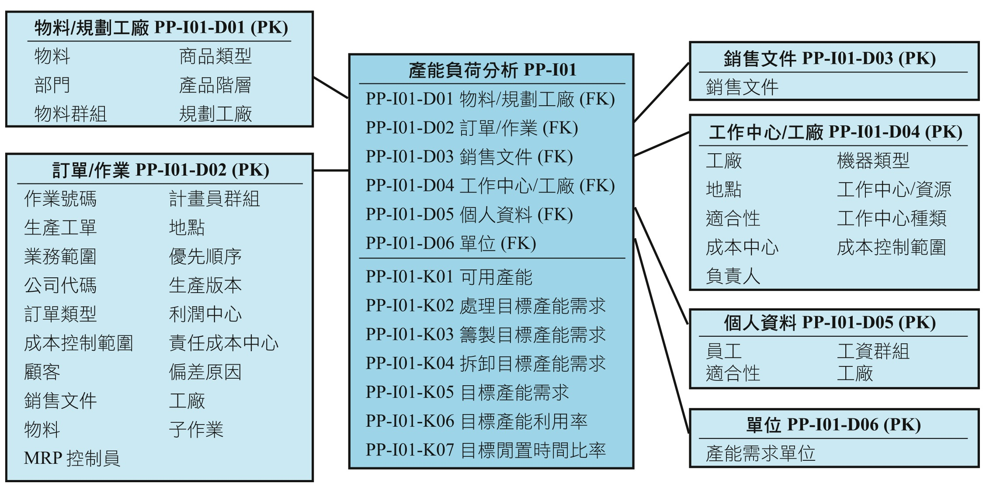 物料/規劃工廠 PP-I01-D01 (PK)
物料 商品類型
部門 產品階層
物料群組 規劃工廠
訂單/作業 PP-I01-D02 (PK)
作業號碼 計畫員群組
生產工單 地點
業務範圍 優先順序
公司代碼 生產版本
訂單類型 利潤中心
成本控制範圍 責任成本中心
顧客 偏差原因
銷售文件 工廠
物料 子作業
MRP 控制員
產能負荷分析 PP-I01
PP-I01-D01 物料/規劃工廠 (FK)
PP-I01-D02 訂單/作業 (FK)
PP-I01-D03 銷售文件 (FK)
PP-I01-D04 工作中心/工廠 (FK)
PP-I01-D05 個人資料 (FK)
PP-I01-D06 單位 (FK)
PP-I01-K01 可用產能
PP-I01-K02 處理目標產能需求
PP-I01-K03 籌製目標產能需求
PP-I01-K04 拆卸目標產能需求
PP-I01-K05 目標產能需求
PP-I01-K06 目標產能利用率
PP-I01-K07 目標閒置時間比率
銷售文件 PP-I01-D03 (PK)
銷售文件
工作中心/工廠 PP-I01-D04 (PK)
工廠 機器類型
地點 工作中心/資源
適合性 工作中心種類
成本中心 成本控制範圍
負責人
個人資料 PP-I01-D05 (PK)
員工 工資群組
適合性 工廠
單位 PP-I01-D06 (PK)
產能需求單位